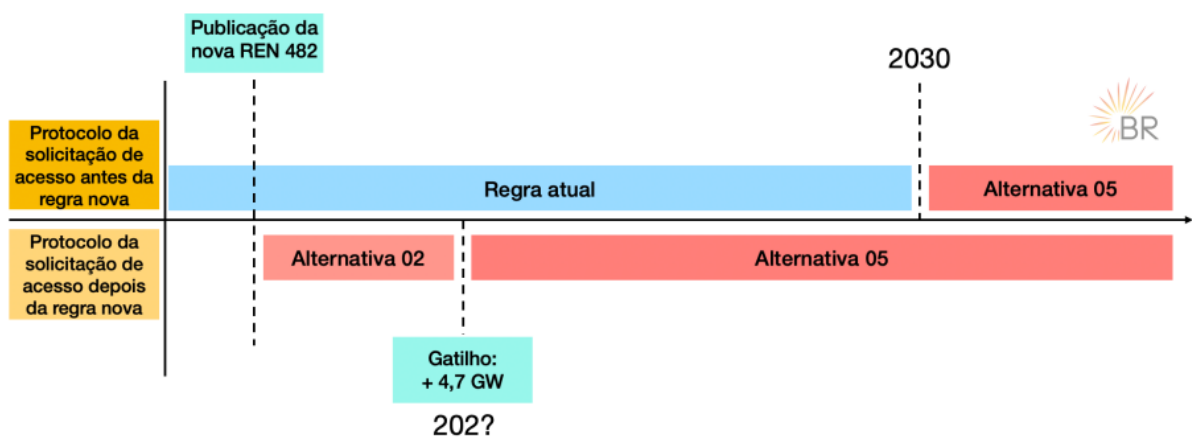 Publicação da
nova REN 482
2030
BR
Protocolo da
solicitação de
acesso antes da
regra nova
Regra atual
Alternativa 05
Protocolo da
solicitação de
acesso depois
da regra nova
Alternativa 02
Alternativa 05
Gatilho:
+ 4,7 GW
202?